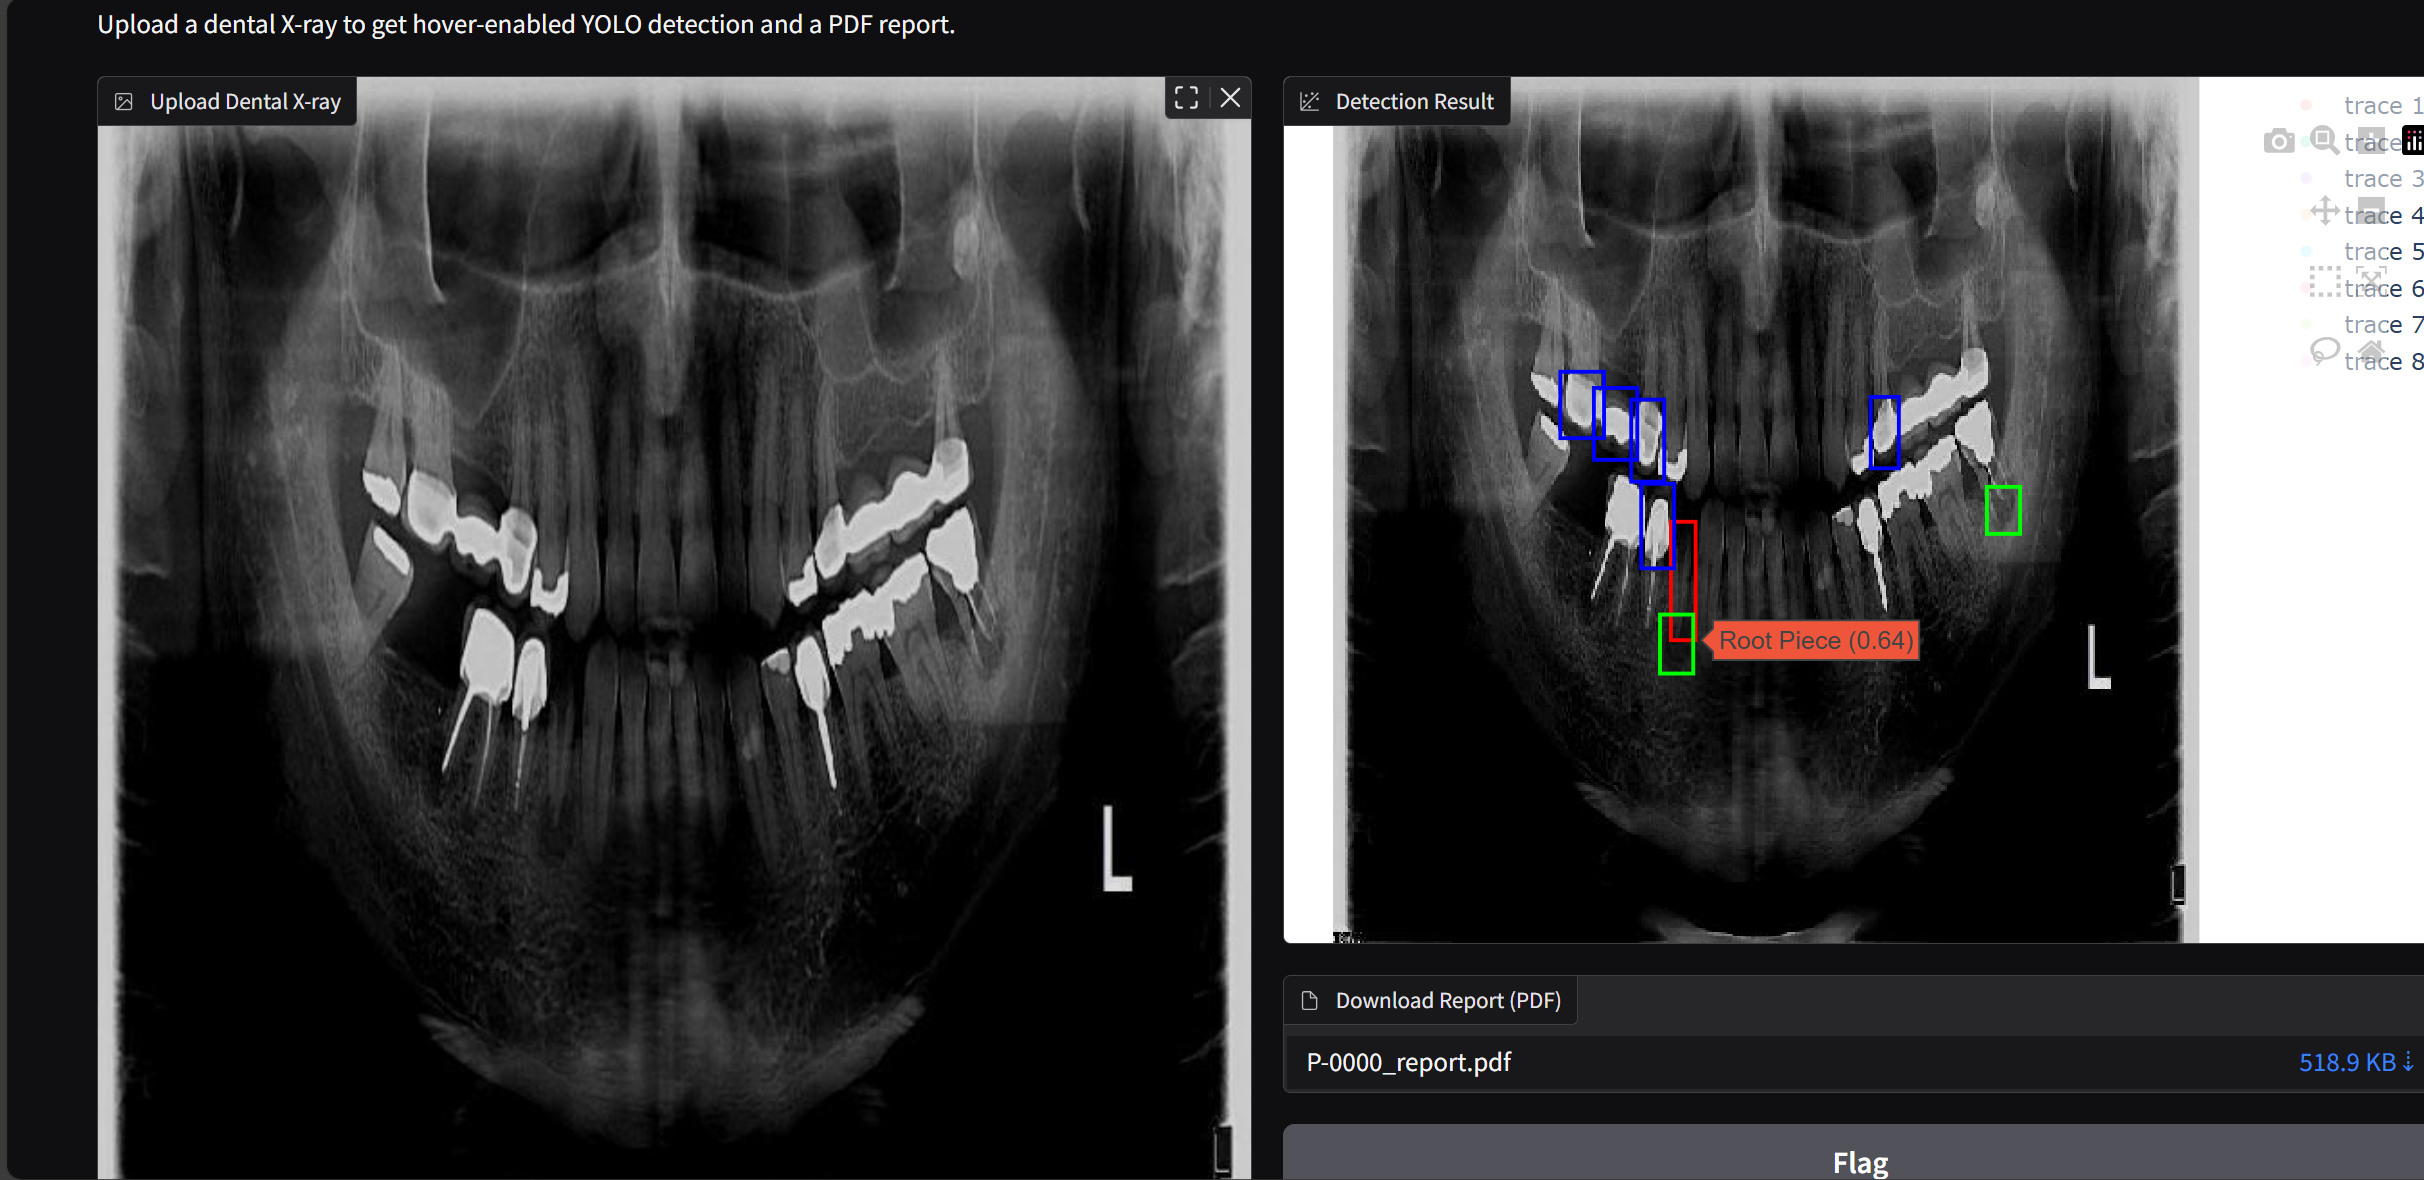 Upload a dental X-ray to get hover-enabled YOLO detection and a PDF report.
Upload Dental X-ray
L
Detection Result
trace 1
trace
trace 3
trace 4
trace 5
trace 6
trace 7
trace 8
Root Piece (0.64)
L
Download Report (PDF)
P-0000_report.pdf
518.9 KB ⇣
Flag